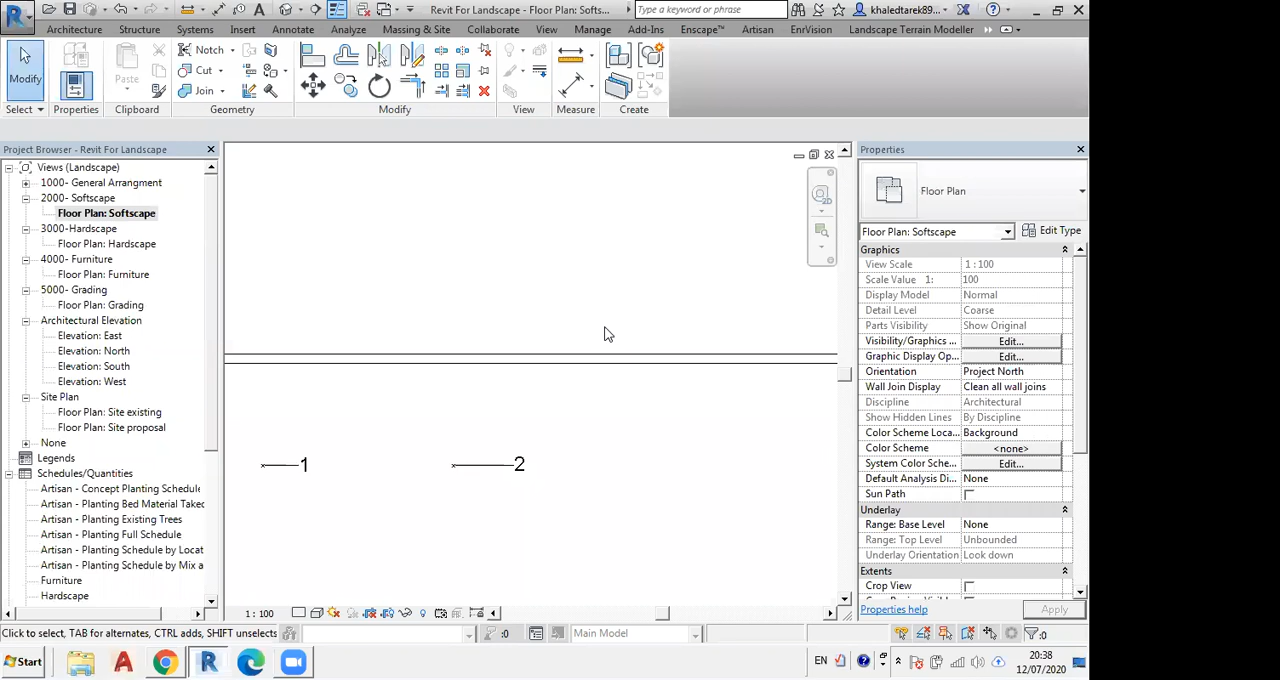 Revit For Landscape - Floor Plan: Softs...
Type a keyword or phrase
khaledtarek89...
Architecture Structure Systems Insert Annotate Analyze Massing & Site Collaborate View Manage Add-Ins Enscape™ Artisan EnrVision Landscape Terrain Modeller
Modify
Paste
Notch
Cut
Join
Select Properties Clipboard Geometry Modify View Measure Create
Project Browser - Revit For Landscape
Views (Landscape)
1000- General Arrangment
2000- Softscape
Floor Plan: Softscape
3000-Hardscape
Floor Plan: Hardscape
4000- Furniture
Floor Plan: Furniture
5000- Grading
Floor Plan: Grading
Architectural Elevation
Elevation: East
Elevation: North
Elevation: South
Elevation: West
Site Plan
Floor Plan: Site existing
Floor Plan: Site proposal
None
Legends
Schedules/Quantities
Artisan - Concept Planting Schedule
Artisan - Planting Bed Material Takeo
Artisan - Planting Existing Trees
Artisan - Planting Full Schedule
Artisan - Planting Schedule by Locat
Artisan - Planting Schedule by Mix a
Furniture
Hardscape
2D
1
2
1 : 100
Properties
Floor Plan
Floor Plan: Softscape
Edit Type
Graphics
View Scale 1 : 100
Scale Value 1: 100
Display Model Normal
Detail Level Coarse
Parts Visibility Show Original
Visibility/Graphics ... Edit...
Graphic Display Op... Edit...
Orientation Project North
Wall Join Display Clean all wall joins
Discipline Architectural
Show Hidden Lines By Discipline
Color Scheme Loca... Background
Color Scheme <none>
System Color Sche... Edit...
Default Analysis Di... None
Sun Path
Underlay
Range: Base Level None
Range: Top Level Unbounded
Underlay Orientation Look down
Extents
Crop View
Properties help
Apply
Click to select, TAB for alternates, CTRL adds, SHIFT unselects
:0
Main Model
:0
Start
EN
20:38
12/07/2020